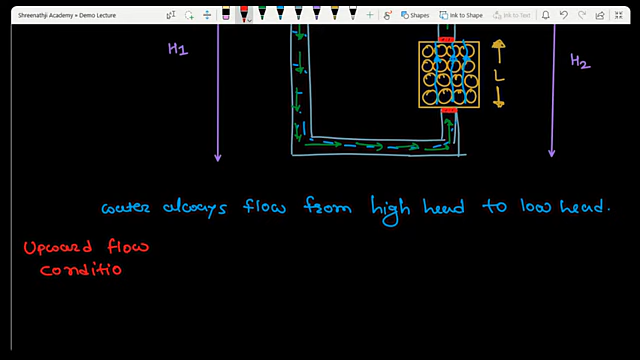 Shreenathji Academy • Demo Lecture
Shapes
Ink to Shape
Ink to Text
H1
L
H2
water always flow from high head to low head.
Upward flow
conditio